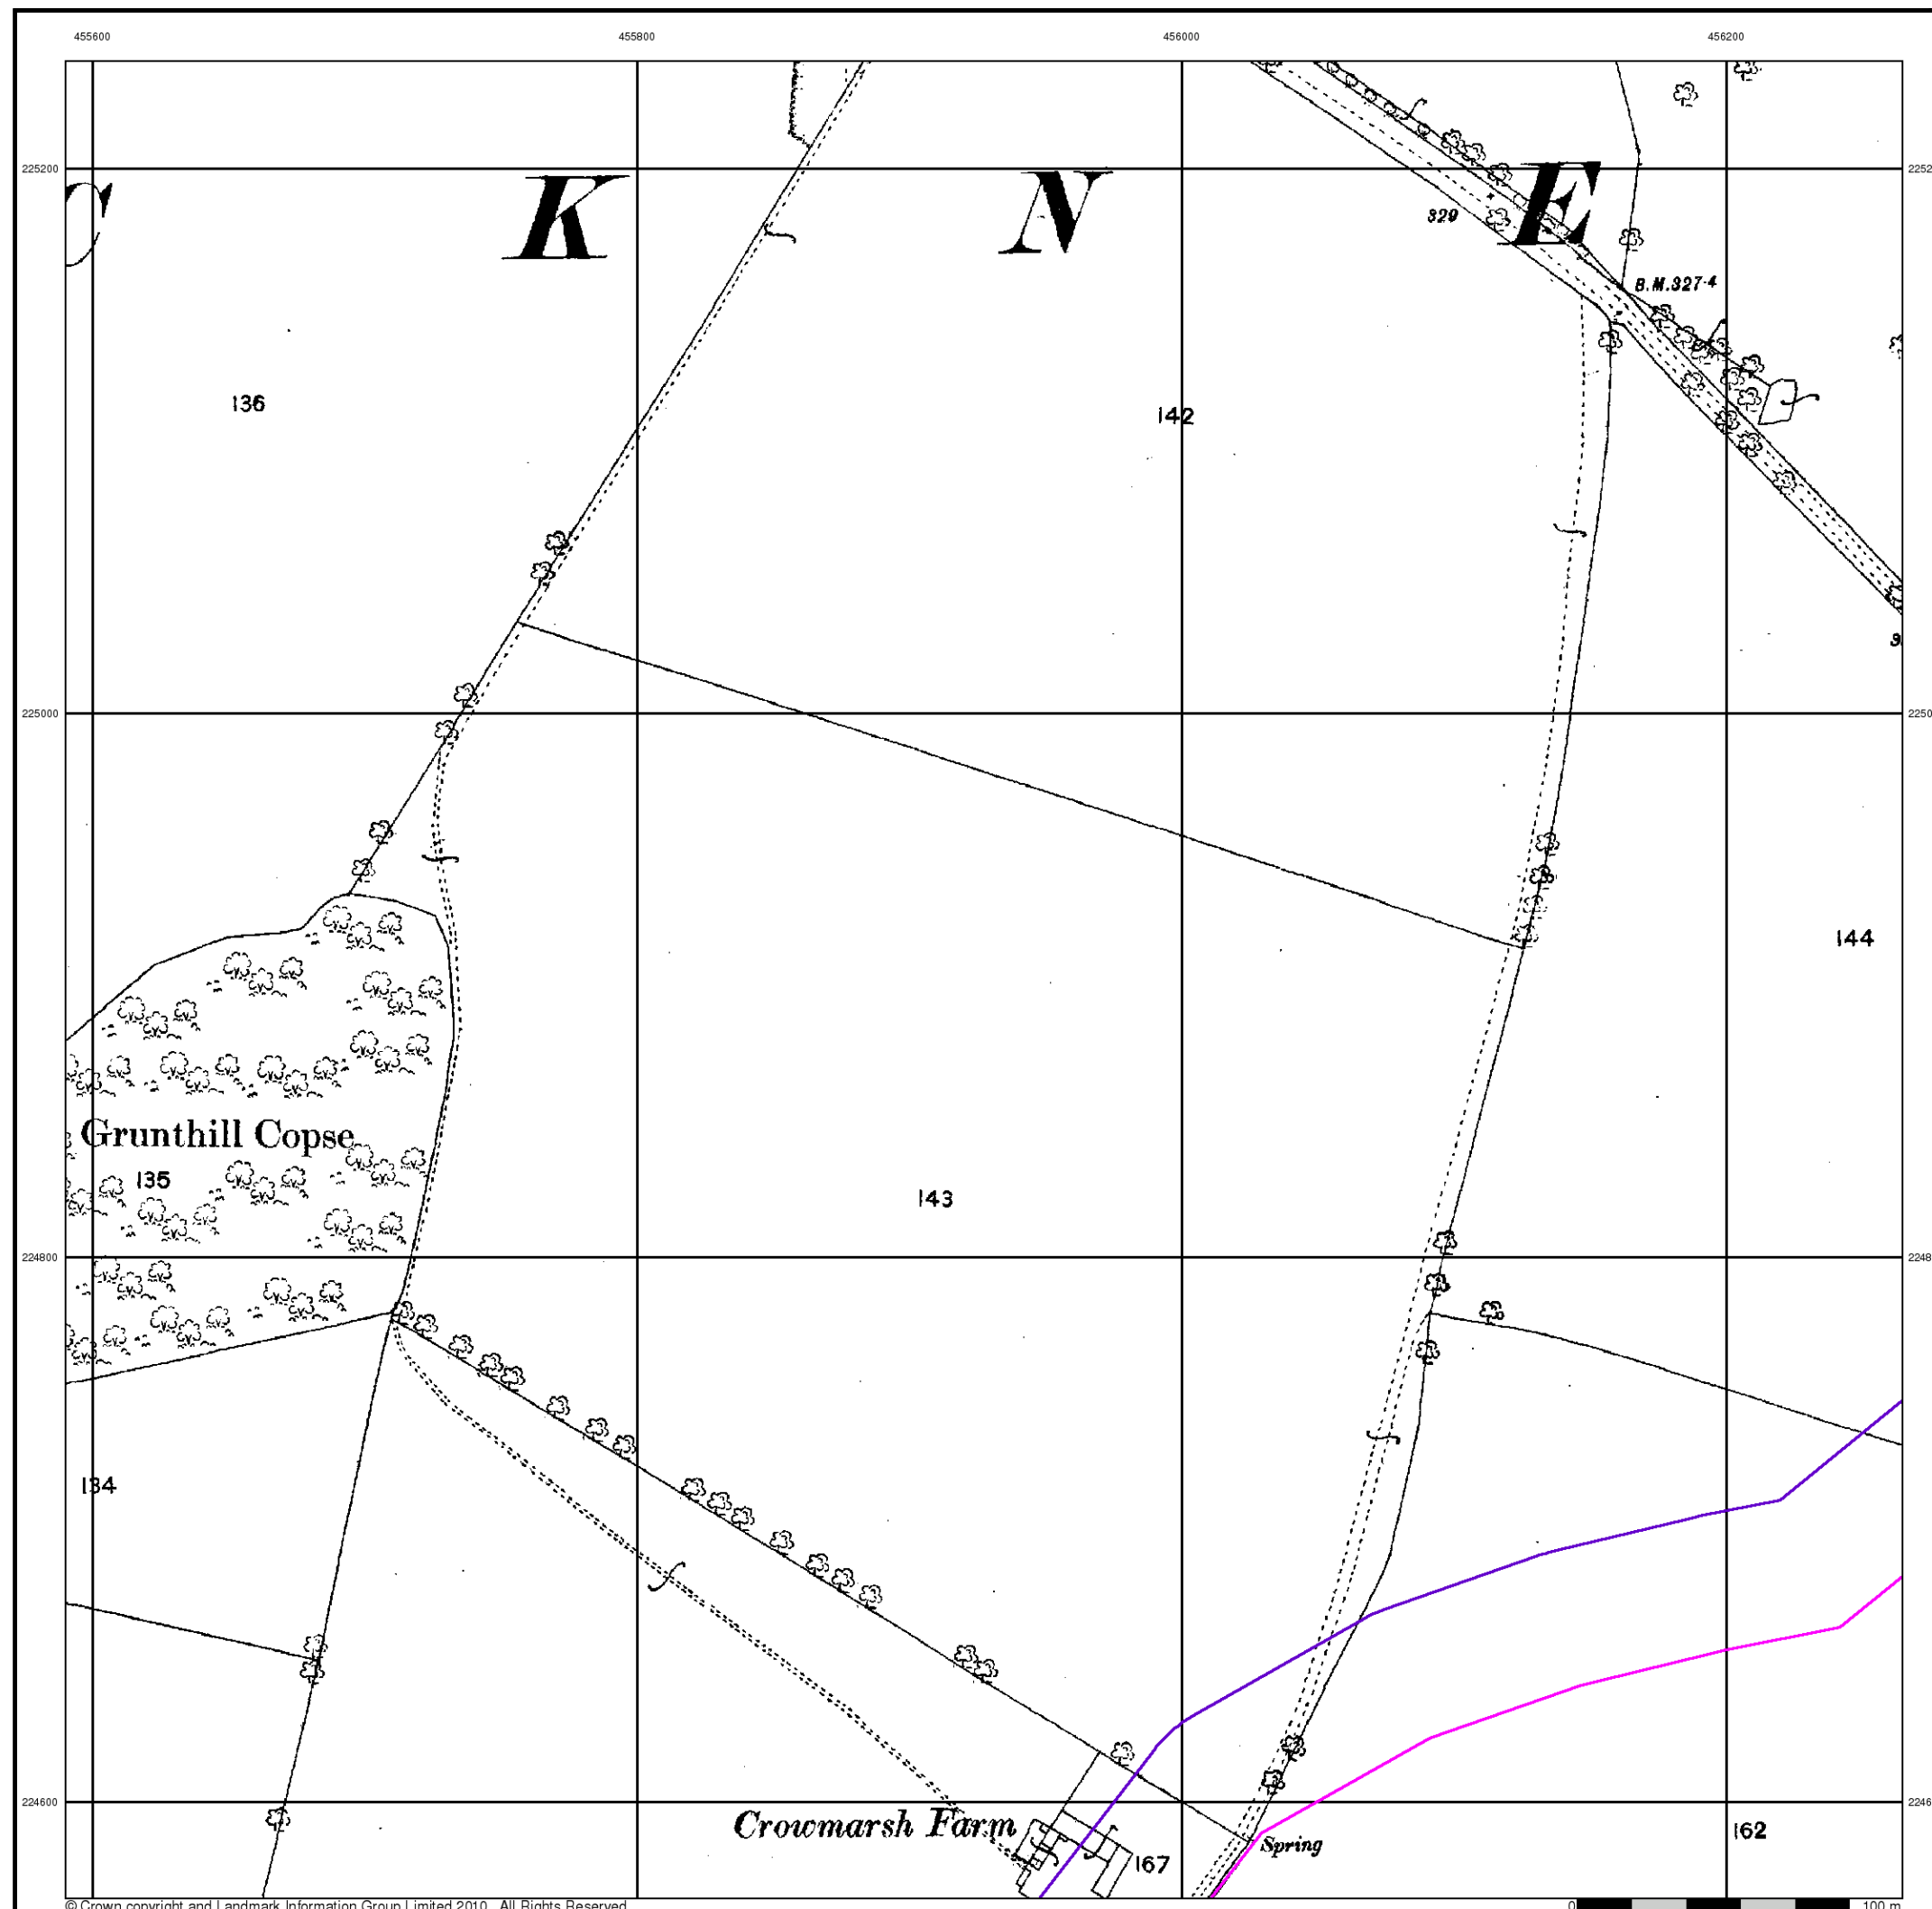 455600 455800 456000 456200
225200
C K N E
329
B.M.327·4
136
142
225000
144
Grunthill Copse
135
143
224800
134
224600
Crowmarsh Farm
Spring
162
167
© Crown copyright and Landmark Information Group Limited 2010. All Rights Reserved.
0 100 m